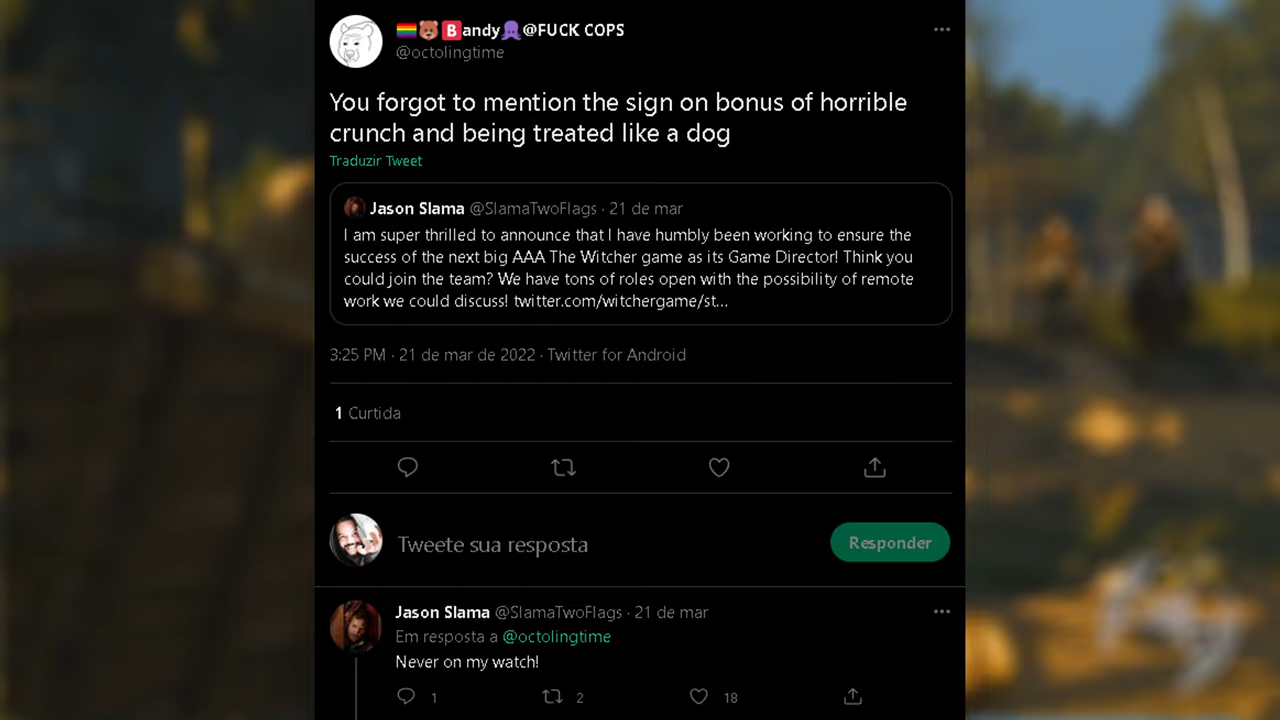 🏳️‍🌈🐻🅱️andy🐙@FUCK COPS
@octolingtime
You forgot to mention the sign on bonus of horrible
crunch and being treated like a dog
Traduzir Tweet
Jason Slama @SlamaTwoFlags · 21 de mar
I am super thrilled to announce that I have humbly been working to ensure the
success of the next big AAA The Witcher game as its Game Director! Think you
could join the team? We have tons of roles open with the possibility of remote
work we could discuss! twitter.com/witchergame/st...
3:25 PM · 21 de mar de 2022 · Twitter for Android
1 Curtida
Tweete sua resposta
Responder
Jason Slama @SlamaTwoFlags · 21 de mar
Em resposta a @octolingtime
Never on my watch!
1 2 18